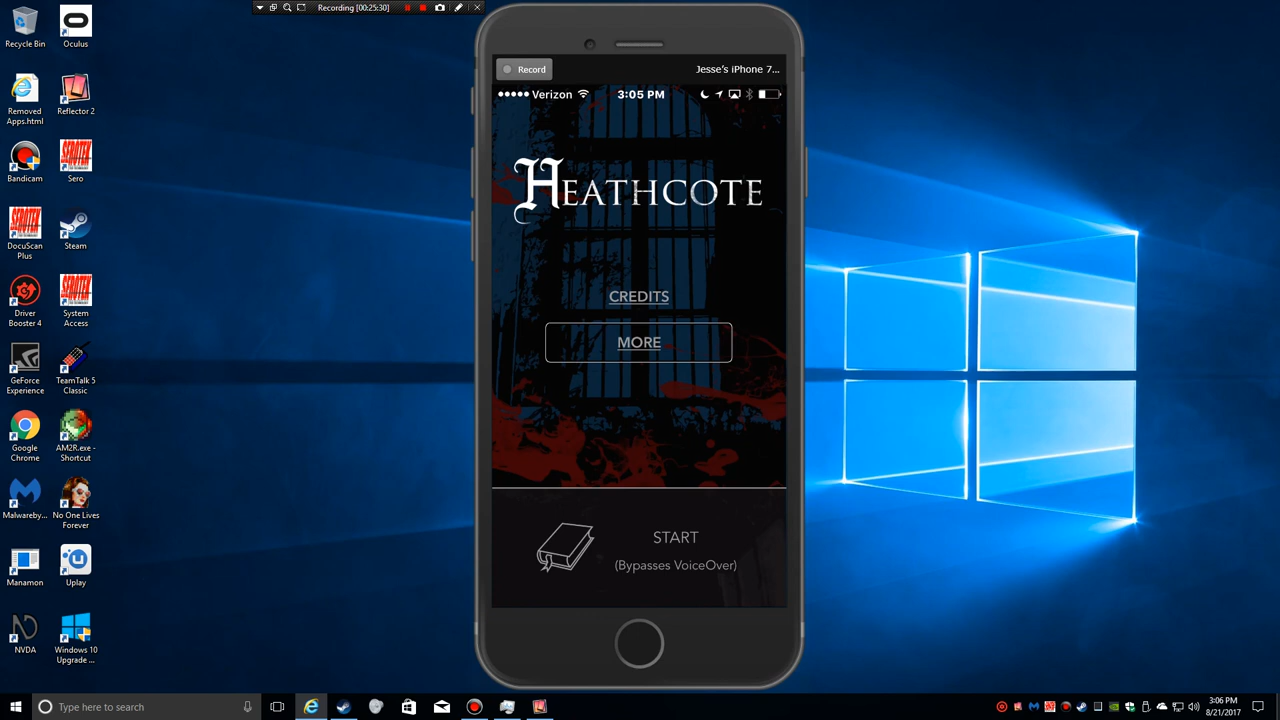 Recording [00:25:30]
Recycle Bin
Oculus
Removed
Apps.html
Reflector 2
Bandicam
SEROTEK
Sero
SEROTEK
DocuScan
Plus
Steam
Driver
Booster 4
SEROTEK
System
Access
GeForce
Experience
TeamTalk 5
Classic
Google
Chrome
AM2R.exe -
Shortcut
Malwareby...
No One Lives
Forever
Manamon
Uplay
NVDA
Windows 10
Upgrade ...
Record
Jesse's iPhone 7...
Verizon
3:05 PM
HEATHCOTE
CREDITS
MORE
START
(Bypasses VoiceOver)
Type here to search
3:06 PM
8/21/2017